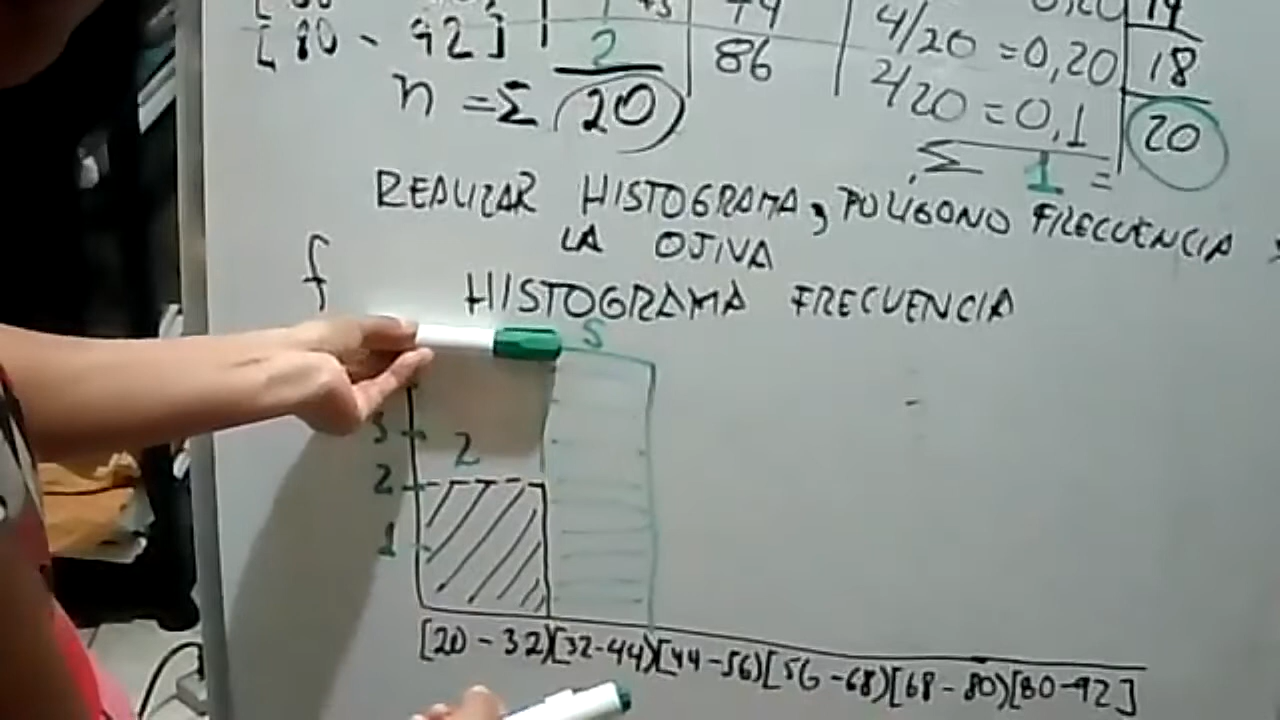 4/20 = 0,20
[80 - 92] 2 86 2/20 = 0,1 18
n = Σ 20 Σ 1 = 20
REALIZAR HISTOGRAMA, POLIGONO FRECUENCIA
LA OJIVA
f HISTOGRAMA FRECUENCIA
5
3
2
2
1
[20 - 32)[32-44)[44-56)[56-68)[68-80)[80-92]